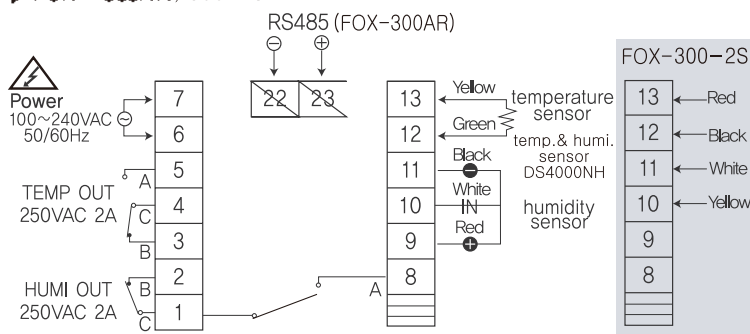 RS485 (FOX-300AR)
FOX-300-2S
Power
100~240VAC
50/60Hz
7
6
5
4
3
2
1
A
C
B
B
C
TEMP OUT
250VAC 2A
HUMI OUT
250VAC 2A
22
23
13
12
11
10
9
8
A
Yellow
Green
Black
White
IN
Red
temperature
sensor
temp.& humi.
sensor
DS4000NH
humidity
sensor
13
Red
12
Black
11
White
10
Yellow
9
8